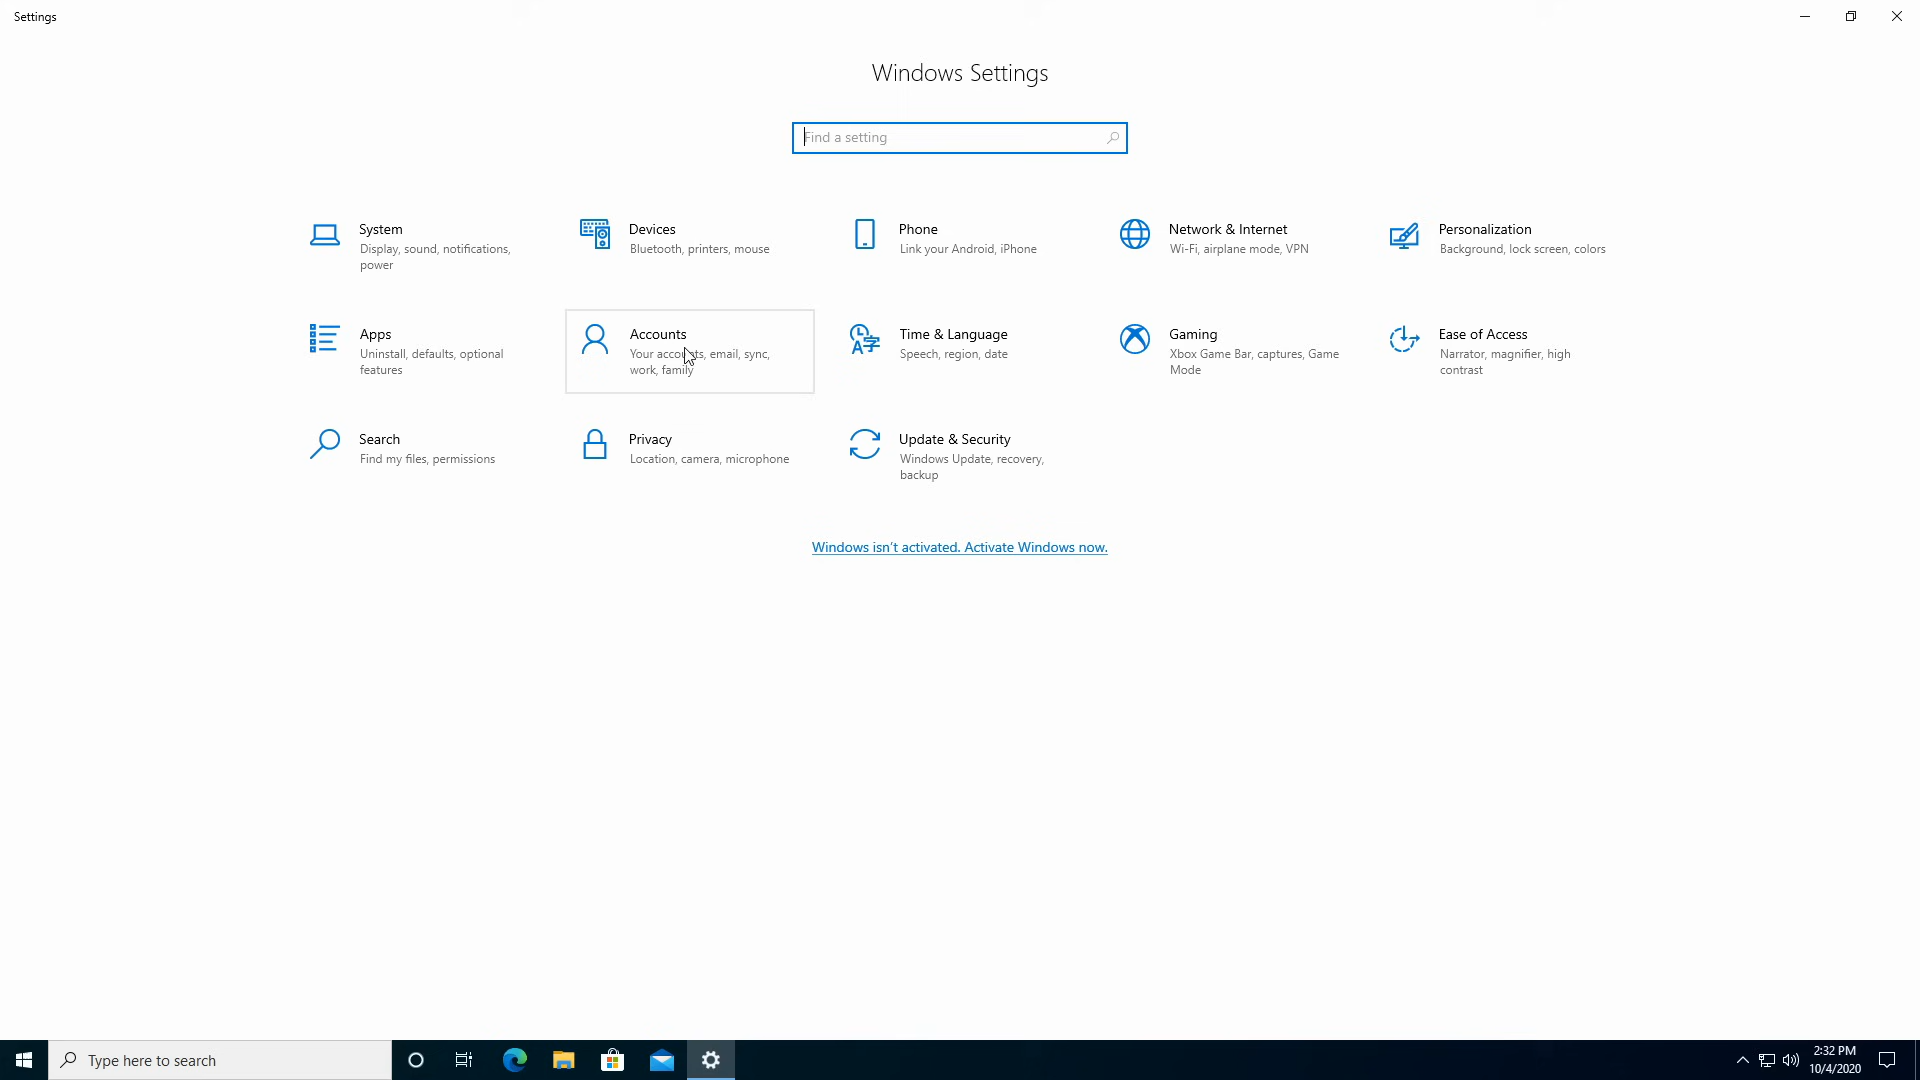 Settings
Windows Settings
Find a setting
System
Display, sound, notifications,
power
Devices
Bluetooth, printers, mouse
Phone
Link your Android, iPhone
Network & Internet
Wi-Fi, airplane mode, VPN
Personalization
Background, lock screen, colors
Apps
Uninstall, defaults, optional
features
Accounts
Your accounts, email, sync,
work, family
Time & Language
Speech, region, date
Gaming
Xbox Game Bar, captures, Game
Mode
Ease of Access
Narrator, magnifier, high
contrast
Search
Find my files, permissions
Privacy
Location, camera, microphone
Update & Security
Windows Update, recovery,
backup
Windows isn't activated. Activate Windows now.
Type here to search
2:32 PM
10/4/2020